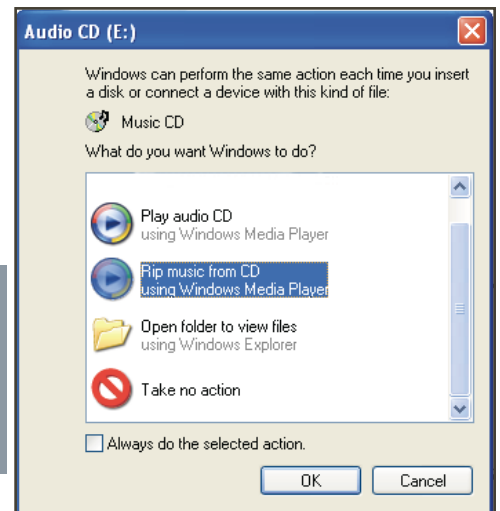 Audio CD (E:)
Windows can perform the same action each time you insert
a disk or connect a device with this kind of file:
Music CD
What do you want Windows to do?
Play audio CD
using Windows Media Player
Rip music from CD
using Windows Media Player
Open folder to view files
using Windows Explorer
Take no action
Always do the selected action.
OK Cancel